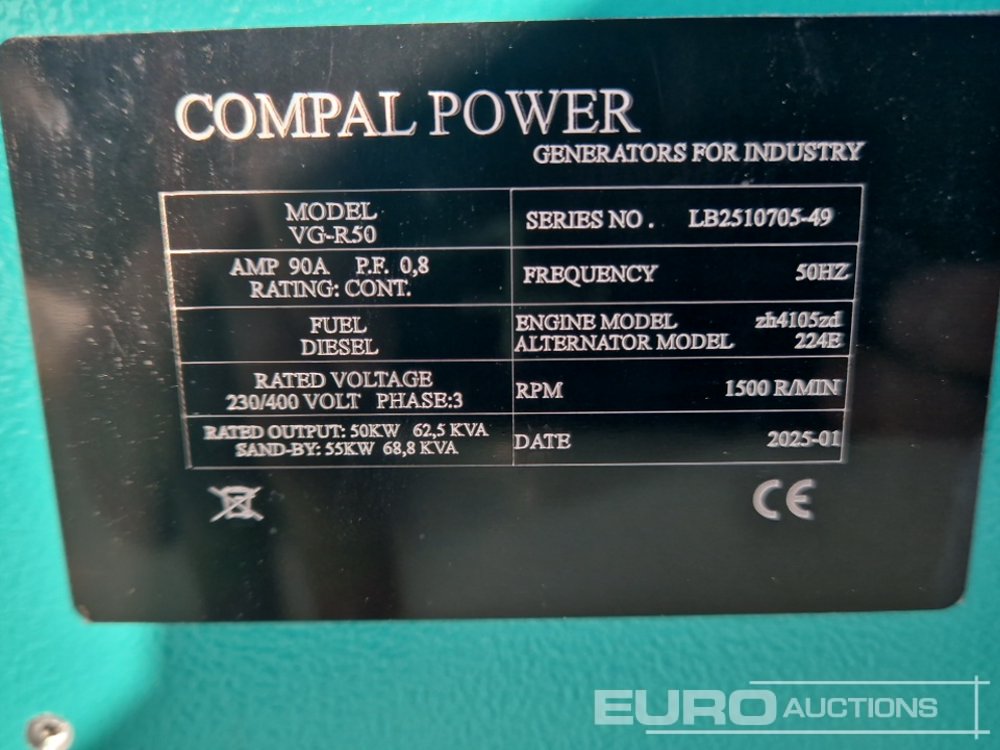 COMPAL POWER
GENERATORS FOR INDUSTRY
MODEL
VG-R50
SERIES NO. LB2510705-49
AMP 90A P.F. 0,8
RATING: CONT.
FREQUENCY 50HZ
FUEL
DIESEL
ENGINE MODEL zh4105zd
ALTERNATOR MODEL 224E
RATED VOLTAGE
230/400 VOLT PHASE:3
RPM 1500 R/MIN
RATED OUTPUT: 50KW 62,5 KVA
SAND-BY: 55KW 68,8 KVA
DATE 2025-01
CE
EURO AUCTIONS